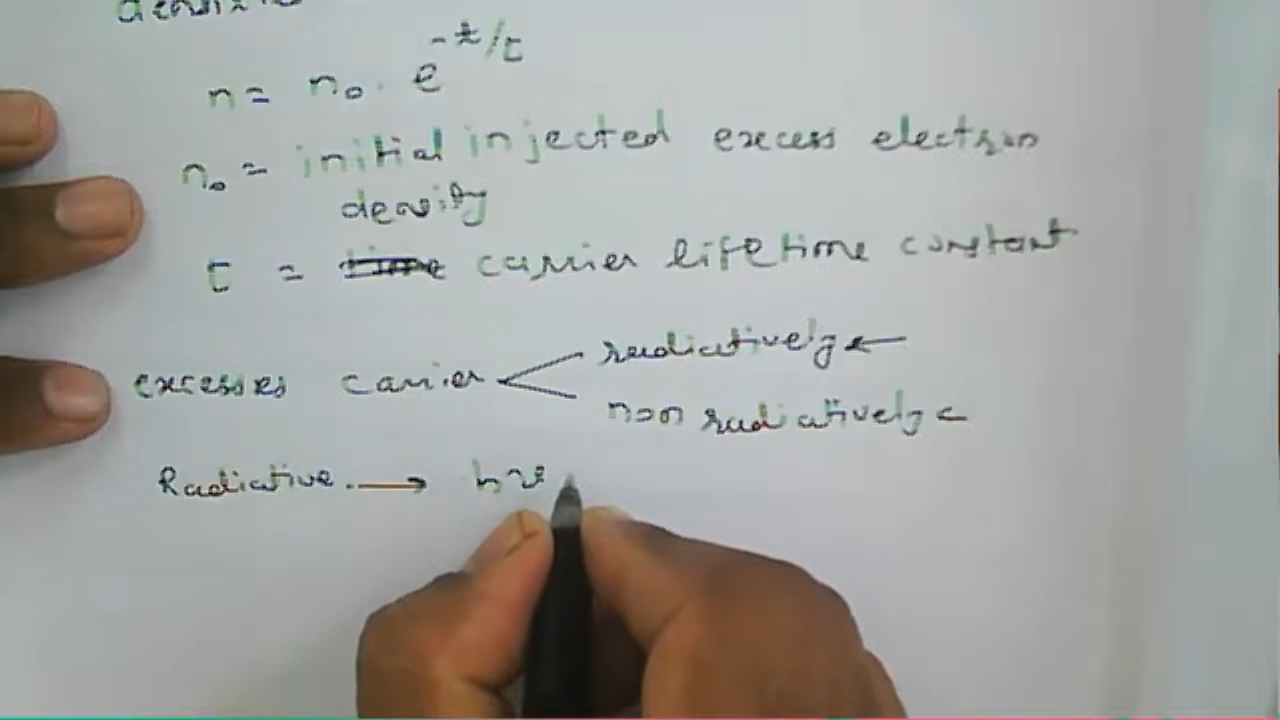 n = n₀ . e^(-t/τ)
n₀ = initial injected excess electron
density
τ = carrier lifetime constant
excesses carrier
radiatively ←
non radiatively ←
Radiative. → hν